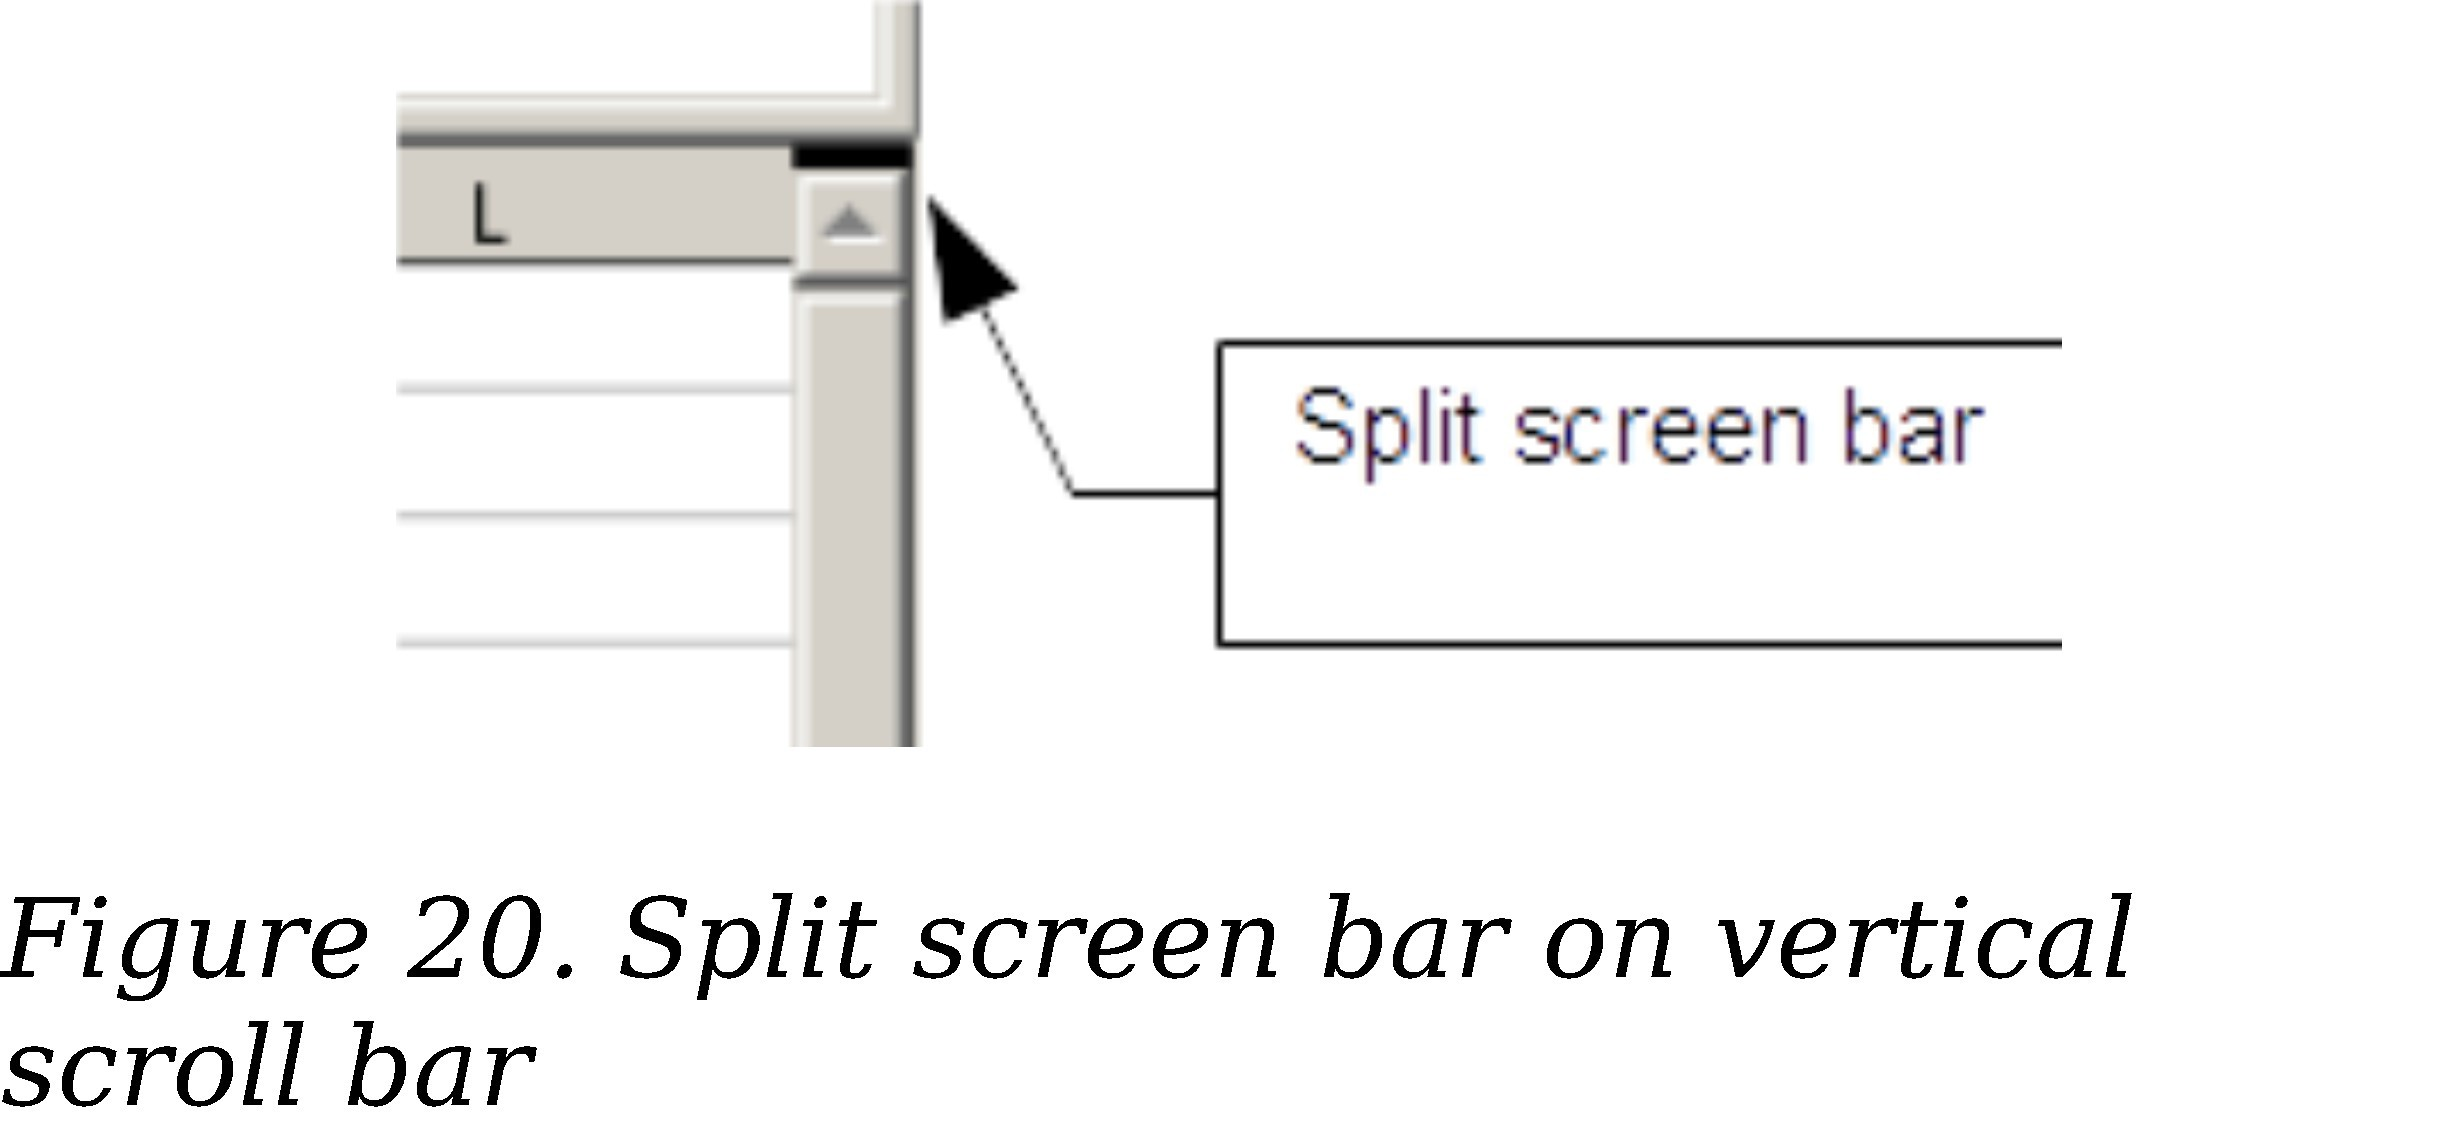 L
Split screen bar
Figure 20. Split screen bar on vertical
scroll bar